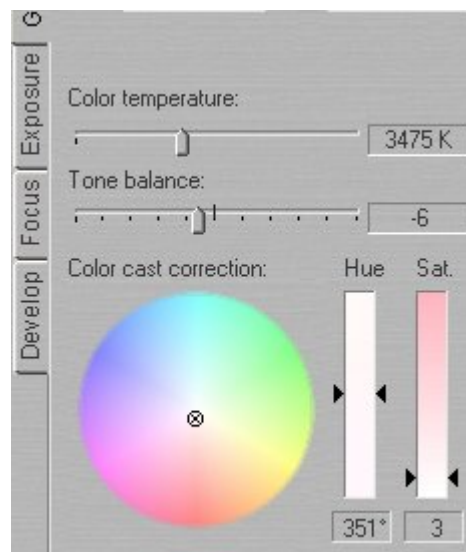 G
Exposure
Focus
Develop
Color temperature:
3475 K
Tone balance:
-6
Color cast correction:
Hue
Sat.
351°
3